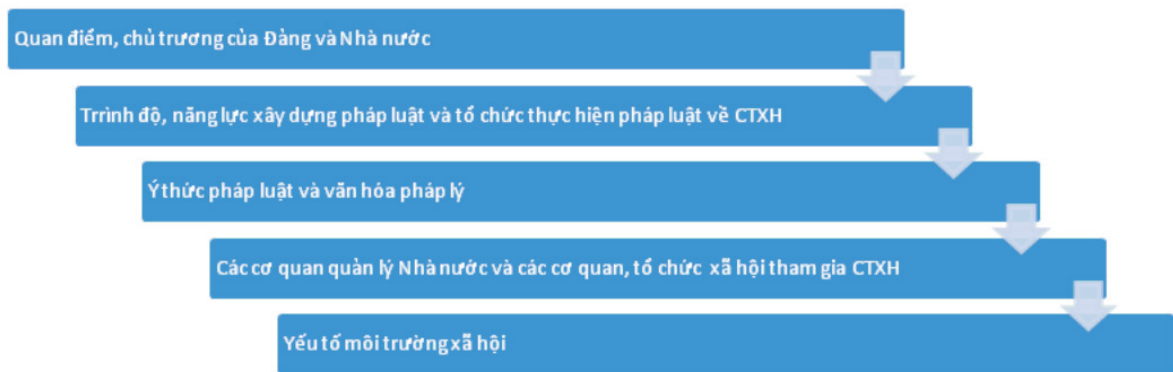 Quan điểm, chủ trương của Đảng và Nhà nước
Trrình độ, năng lực xây dựng pháp luật và tổ chức thực hiện pháp luật về CTXH
Ý thức pháp luật và văn hóa pháp lý
Các cơ quan quản lý Nhà nước và các cơ quan, tổ chức xã hội tham gia CTXH
Yếu tố môi trường xã hội